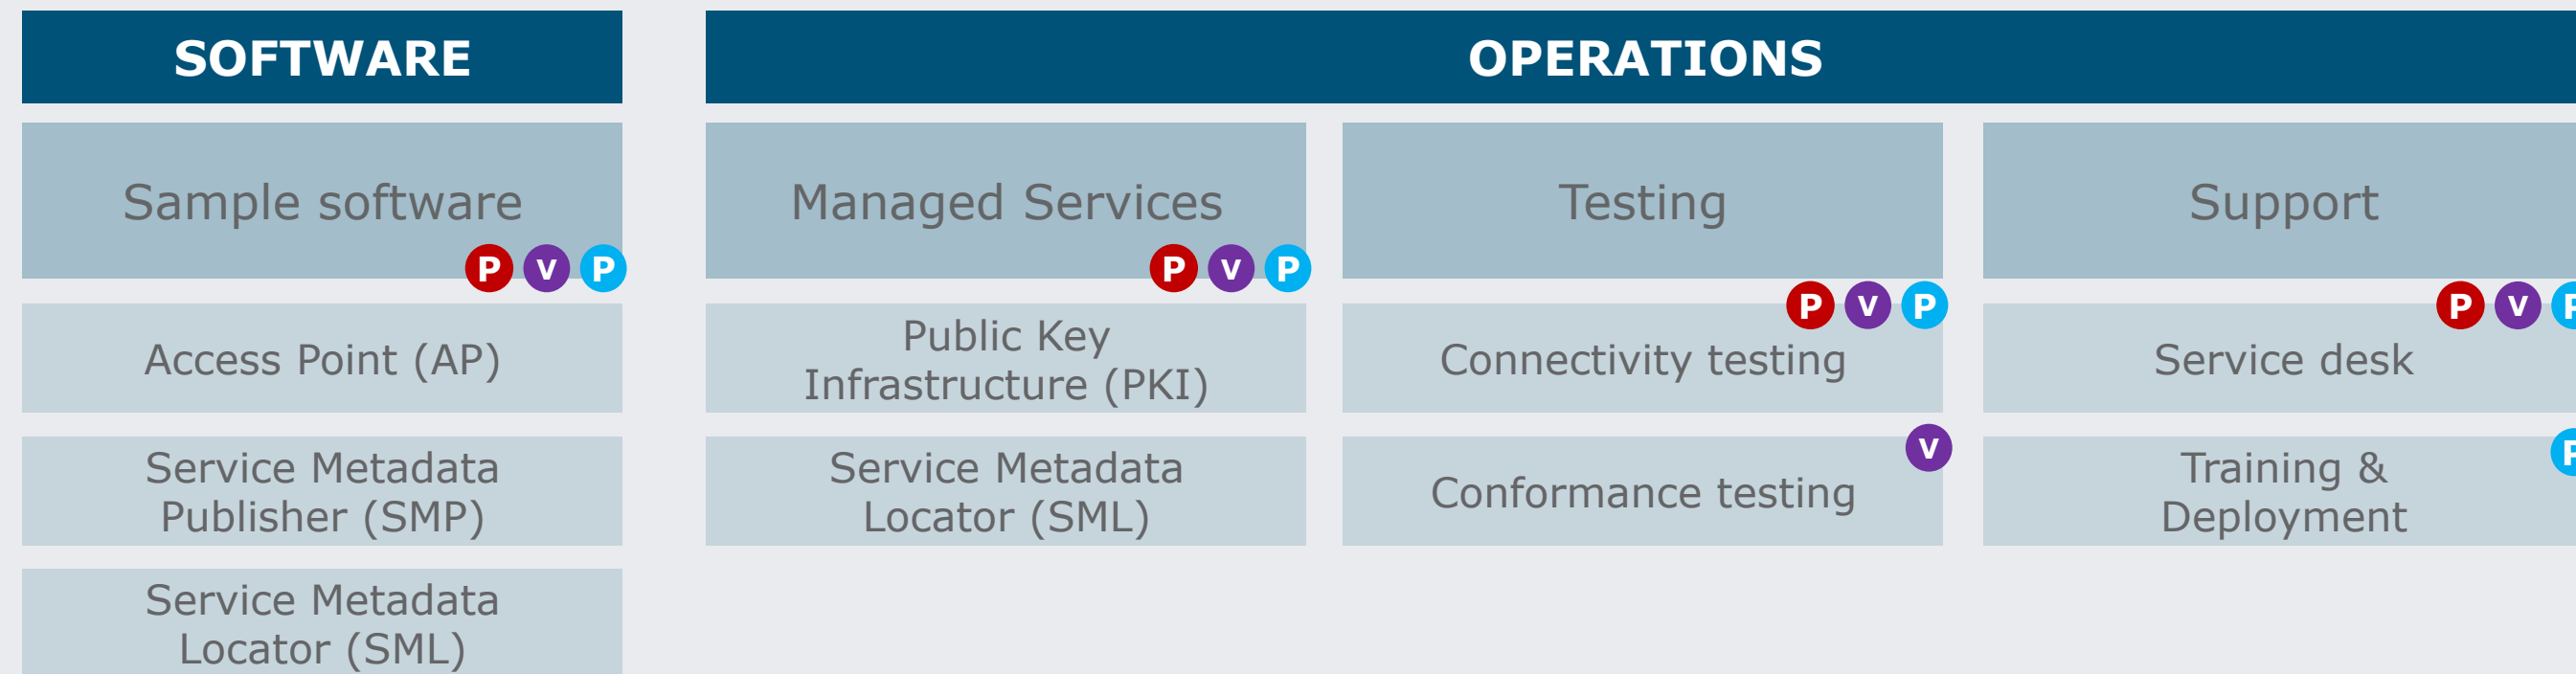 SOFTWARE
OPERATIONS
Sample software
P V P
Managed Services
P V P
Testing
Support
Access Point (AP)
Public Key
Infrastructure (PKI)
P V P
Connectivity testing
P V P
Service desk
Service Metadata
Publisher (SMP)
Service Metadata
Locator (SML)
V
Conformance testing
P
Training &
Deployment
Service Metadata
Locator (SML)